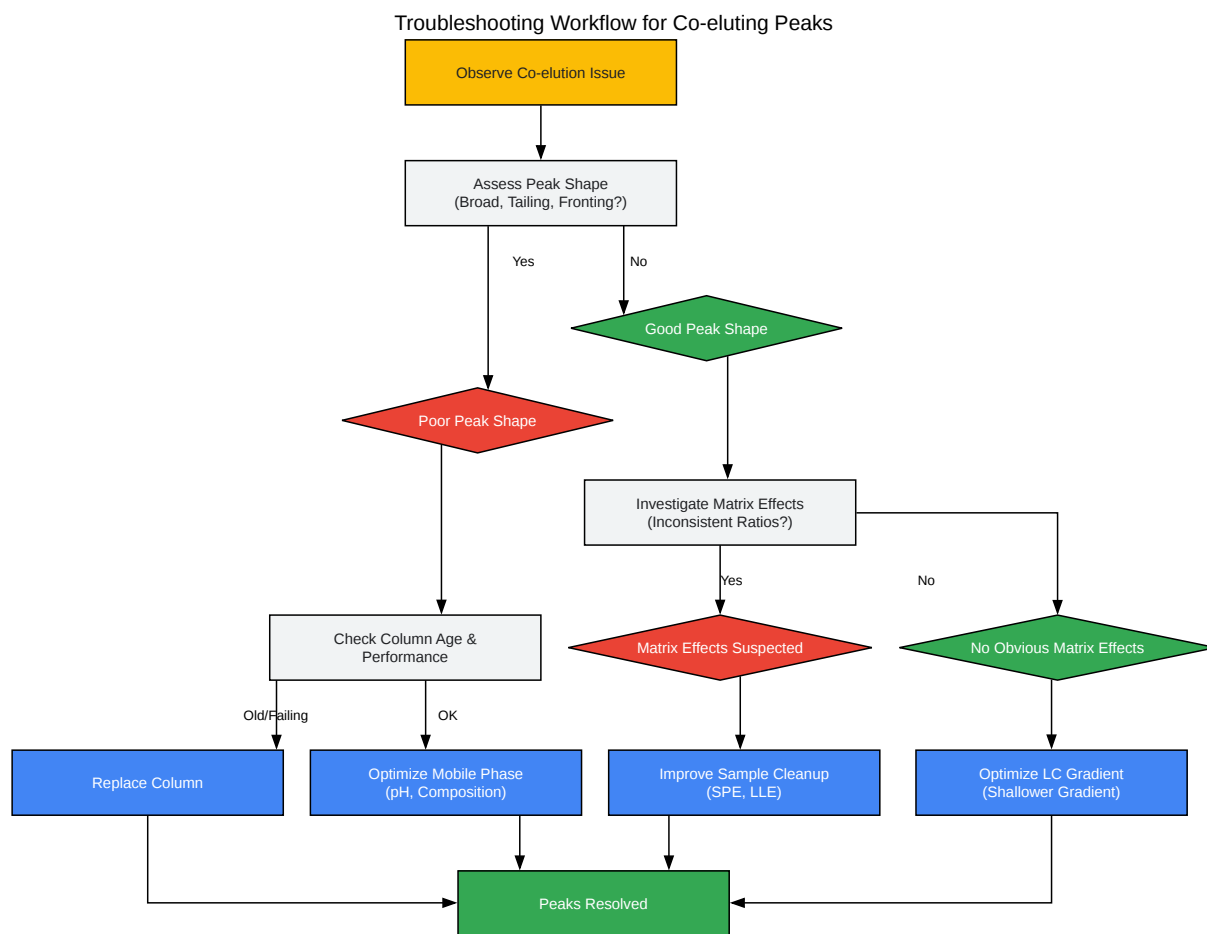 Troubleshooting Workflow for Co-eluting Peaks
Observe Co-elution Issue
Assess Peak Shape
(Broad, Tailing, Fronting?)
Yes
No
Good Peak Shape
Poor Peak Shape
Investigate Matrix Effects
(Inconsistent Ratios?)
Yes
No
Check Column Age &
Performance
Matrix Effects Suspected
No Obvious Matrix Effects
Old/Failing
OK
Replace Column
Optimize Mobile Phase
(pH, Composition)
Improve Sample Cleanup
(SPE, LLE)
Optimize LC Gradient
(Shallower Gradient)
Peaks Resolved